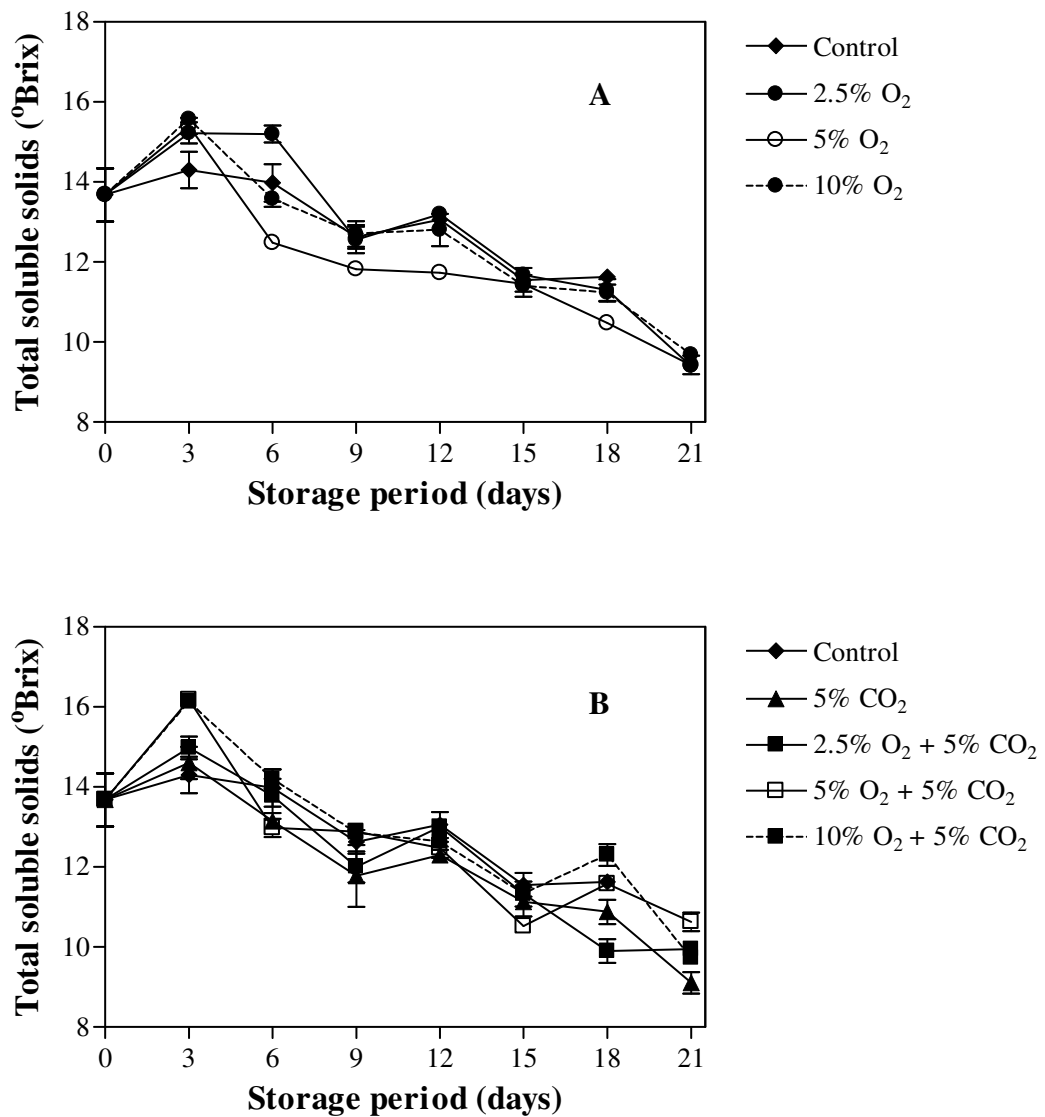 18
16
14
12
10
8
Total soluble solids (ºBrix)
A
0 3 6 9 12 15 18 21
Storage period (days)
Control
2.5% O₂
5% O₂
10% O₂
18
16
14
12
10
8
Total soluble solids (ºBrix)
B
0 3 6 9 12 15 18 21
Storage period (days)
Control
5% CO₂
2.5% O₂ + 5% CO₂
5% O₂ + 5% CO₂
10% O₂ + 5% CO₂